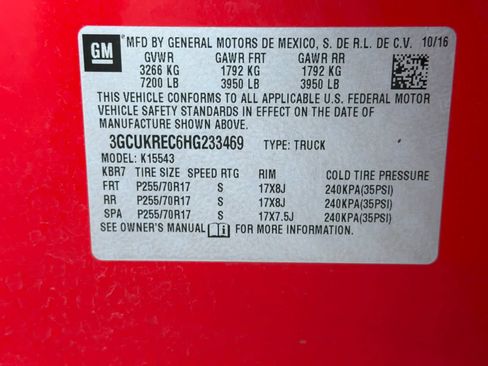 GM MFD BY GENERAL MOTORS DE MEXICO, S. DE R.L. DE C.V. 10/16
GVWR GAWR FRT GAWR RR
3266 KG 1792 KG 1792 KG
7200 LB 3950 LB 3950 LB
THIS VEHICLE CONFORMS TO ALL APPLICABLE U.S. FEDERAL MOTOR
VEHICLE SAFETY STANDARDS IN EFFECT ON THE DATE OF
MANUFACTURE SHOWN ABOVE.
3GCUKREC6HG233469 TYPE: TRUCK
MODEL: K15543
KBR7 TIRE SIZE SPEED RTG RIM COLD TIRE PRESSURE
FRT P255/70R17 S 17X8J 240KPA(35PSI)
RR P255/70R17 S 17X8J 240KPA(35PSI)
SPA P255/70R17 S 17X7.5J 240KPA(35PSI)
SEE OWNER'S MANUAL FOR MORE INFORMATION.